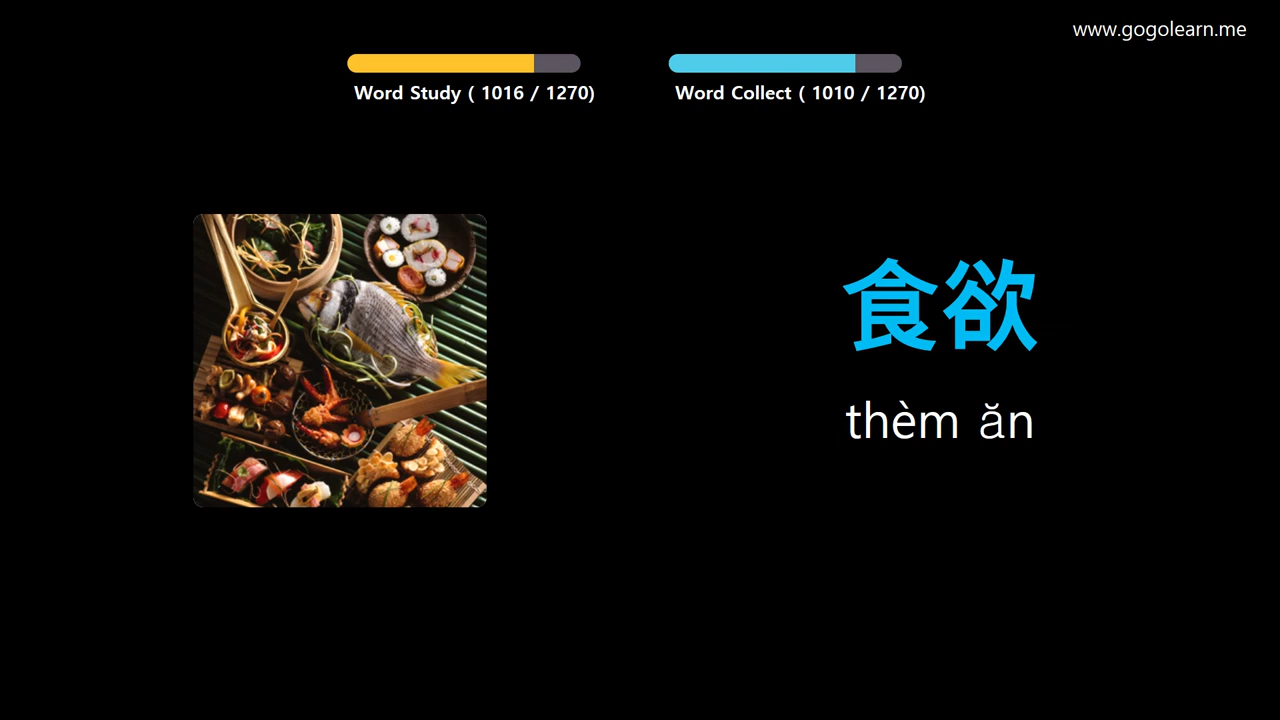 www.gogolearn.me
Word Study ( 1016 / 1270)
Word Collect ( 1010 / 1270)
食欲
thèm ăn